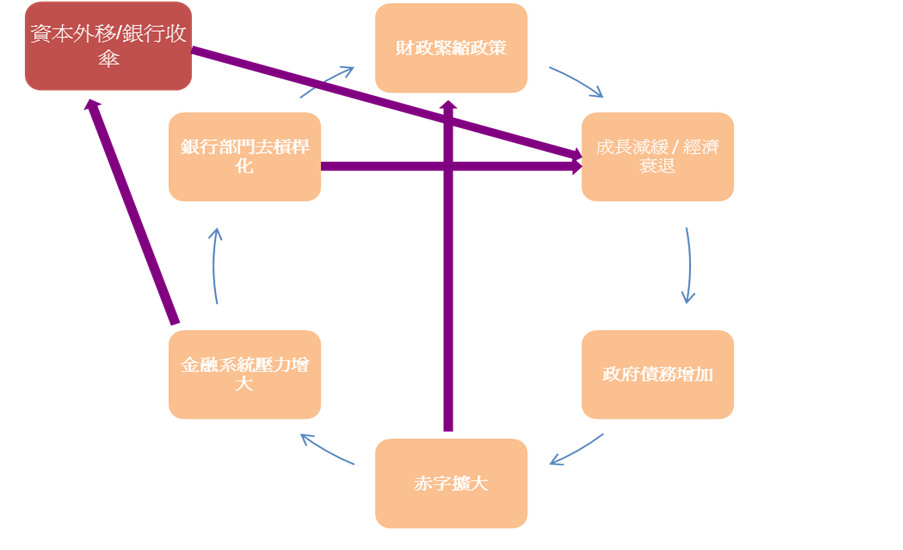 資本外移/銀行收
傘
財政緊縮政策
銀行部門去槓桿
化
成長減緩 / 經濟
衰退
金融系統壓力增
大
政府債務增加
赤字擴大